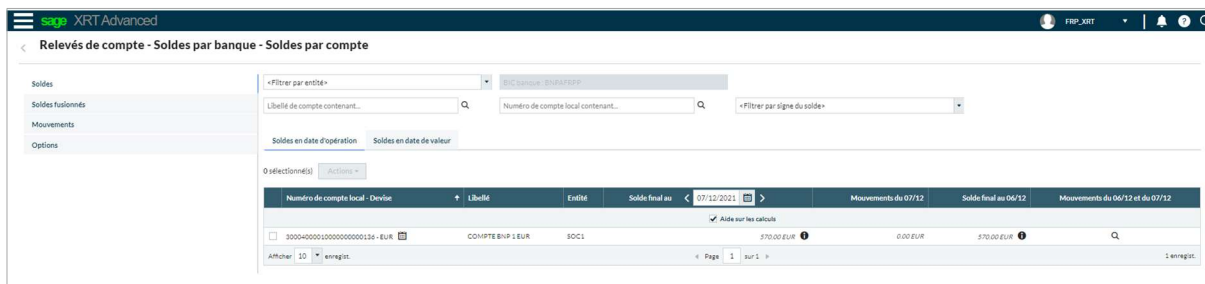 sage XRT Advanced FRP_XRT
Relevés de compte - Soldes par banque - Soldes par compte
Soldes
Soldes fusionnés
Mouvements
Options
<Filtrer par entité> BIC banque : BNPAFRPP
Libellé de compte contenant... Numéro de compte local contenant... <Filtrer par signe du solde>
Soldes en date d'opération Soldes en date de valeur
0 sélectionné(s) Actions
Numéro de compte local - Devise Libellé Entité Solde final au 07/12/2021 Mouvements du 07/12 Solde final au 06/12 Mouvements du 06/12 et du 07/12
Aide sur les calculs
COMPTE BNP 1 EUR SOC1 570.00 EUR 0.00 EUR 570.00 EUR
Afficher 10 enregist. Page 1 sur 1 1 enregist.